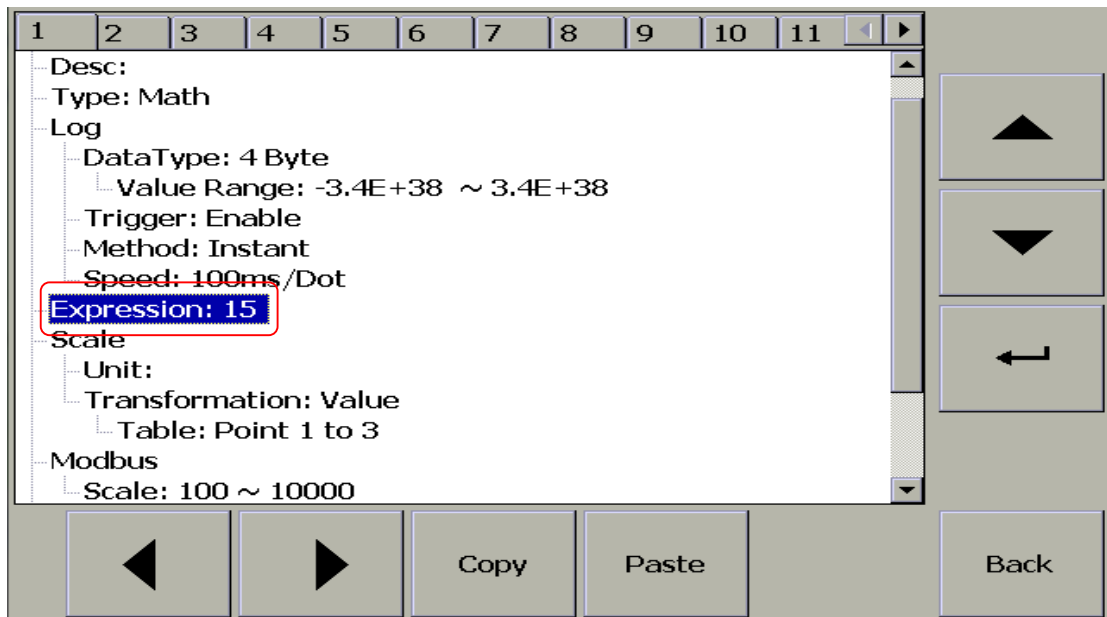 1 2 3 4 5 6 7 8 9 10 11
Desc:
Type: Math
Log
DataType: 4 Byte
Value Range: -3.4E+38 ~ 3.4E+38
Trigger: Enable
Method: Instant
Speed: 100ms/Dot
Expression: 15
Scale
Unit:
Transformation: Value
Table: Point 1 to 3
Modbus
Scale: 100 ~ 10000
Copy Paste Back